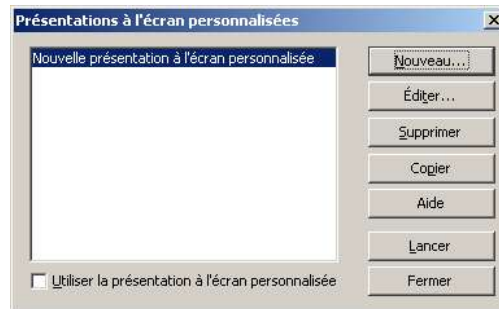 Présentations à l'écran personnalisées
Nouvelle présentation à l'écran personnalisée
Nouveau...
Éditer...
Supprimer
Copier
Aide
Lancer
Utiliser la présentation à l'écran personnalisée
Fermer